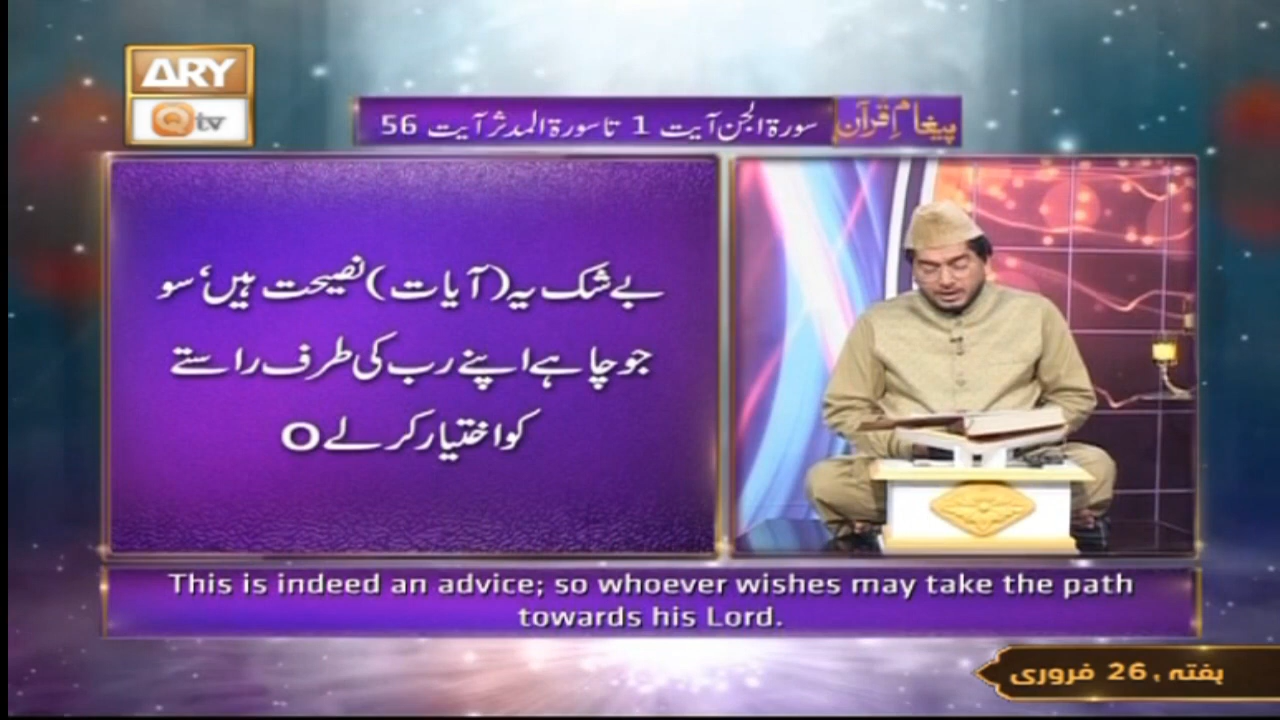 ARY
Qtv
پیغام قرآن
سورۃ الجن آیت 1 تا سورۃ المدثر آیت 56
بے شک یہ (آیات) نصیحت ہیں، سو
جو چاہے اپنے رب کی طرف راستے
کو اختیار کر لے O
This is indeed an advice; so whoever wishes may take the path
towards his Lord.
ہفتہ , 26 فروری